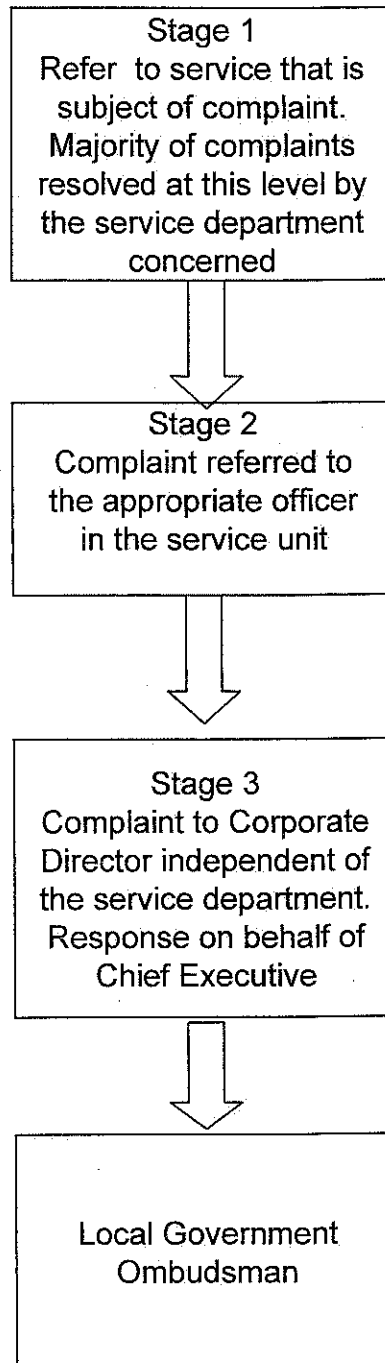 Stage 1
Refer to service that is
subject of complaint.
Majority of complaints
resolved at this level by
the service department
concerned
Stage 2
Complaint referred to
the appropriate officer
in the service unit
Stage 3
Complaint to Corporate
Director independent of
the service department.
Response on behalf of
Chief Executive
Local Government
Ombudsman